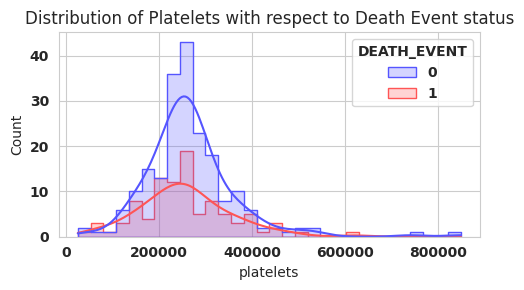 Distribution of Platelets with respect to Death Event status
DEATH_EVENT
0
1
Count
40
30
20
10
0
0 200000 400000 600000 800000
platelets